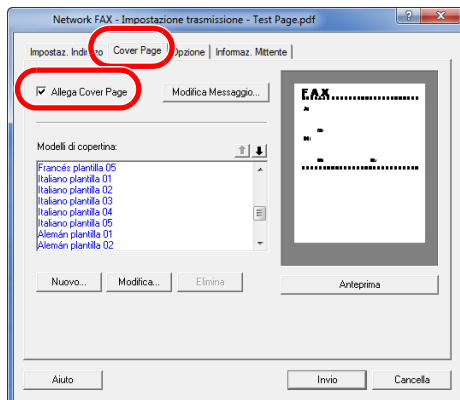 Network FAX - Impostazione trasmissione - Test Page.pdf
Impostaz. Indirizzo Cover Page Opzione Informaz. Mittente
Allega Cover Page Modifica Messaggio...
FAX
Modelli di copertina:
Francés plantilla 05
Italiano plantilla 01
Italiano plantilla 02
Italiano plantilla 03
Italiano plantilla 04
Italiano plantilla 05
Alemán plantilla 01
Alemán plantilla 02
Nuovo... Modifica... Elimina Anteprima
Aiuto Invio Cancella